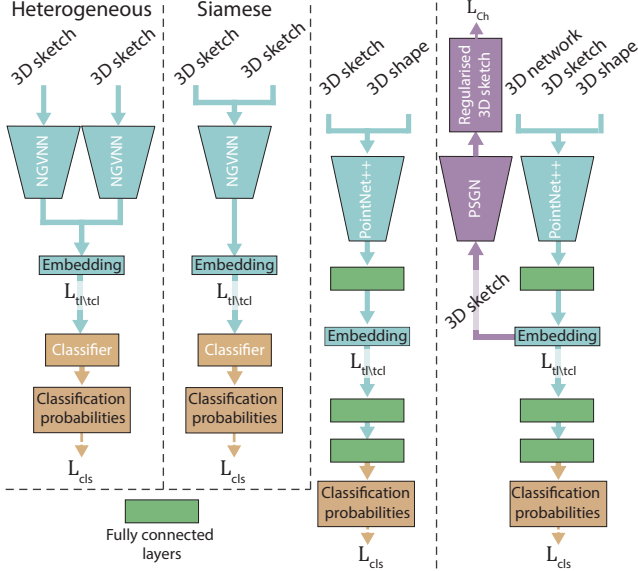 Heterogeneous
3D sketch
3D sketch
NGVNN
NGVNN
Embedding
L_tl\tcl
Classifier
Classification
probabilities
L_cls
Siamese
3D sketch
3D sketch
NGVNN
Embedding
L_tl\tcl
Classifier
Classification
probabilities
L_cls
3D sketch
3D shape
PointNet++
Embedding
L_tl\tcl
Classification
probabilities
L_cls
L_Ch
Regularised
3D sketch
PSGN
3D sketch
3D network
3D sketch
3D shape
PointNet++
Embedding
L_tl\tcl
Classification
probabilities
L_cls
Fully connected
layers